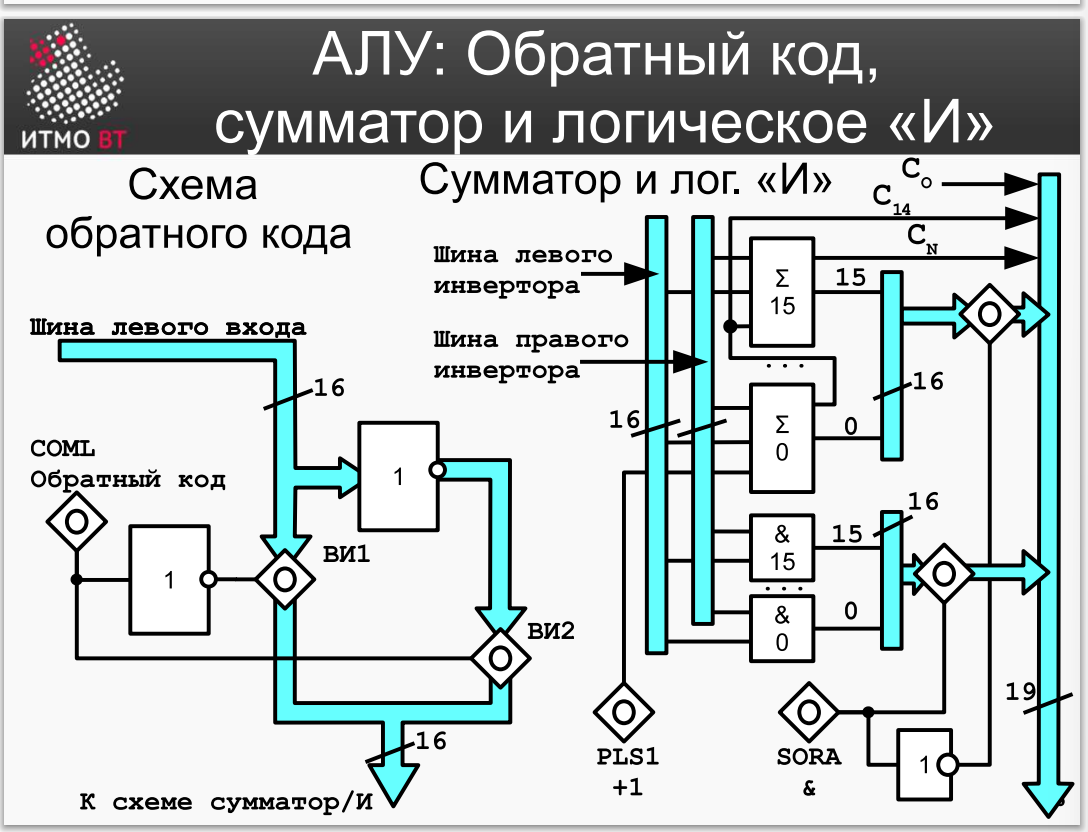 АЛУ: Обратный код,
сумматор и логическое «И»
ИТМО ВТ
Схема
обратного кода
Шина левого входа
16
COML
Обратный код
1
1
ВИ1
ВИ2
16
К схеме сумматор/И
Сумматор и лог. «И»
C0
C14
CN
Шина левого
инвертора
Шина правого
инвертора
16
Σ
15
15
...
Σ
0
0
16
&
15
15
16
...
&
0
0
PLS1
+1
SORA
&
1
19